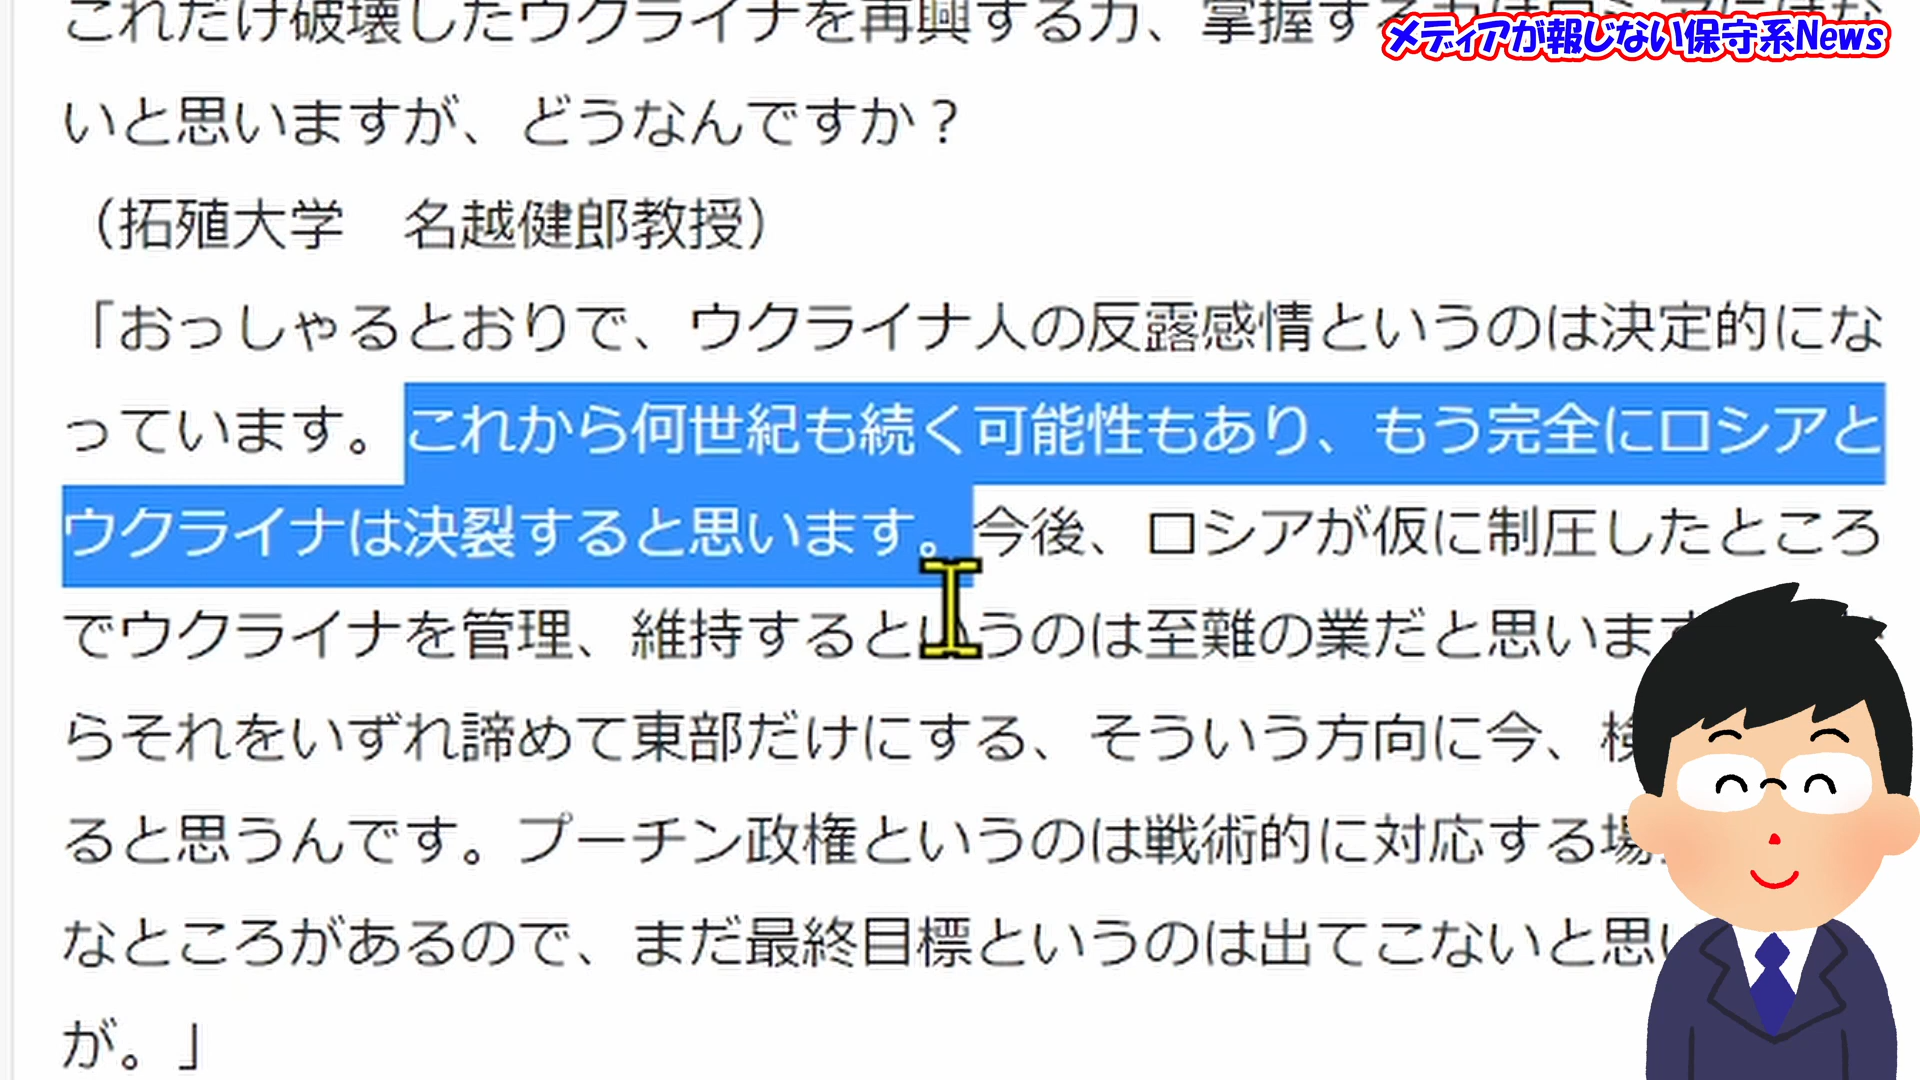 これだけ破壊したウクライナを再興する力、掌握す
メディアが報じない保守系News
いと思いますが、どうなんですか？
（拓殖大学　名越健郎教授）
「おっしゃるとおりで、ウクライナ人の反露感情というのは決定的にな
っています。これから何世紀も続く可能性もあり、もう完全にロシアと
ウクライナは決裂すると思います。今後、ロシアが仮に制圧したところ
でウクライナを管理、維持するというのは至難の業だと思います
らそれをいずれ諦めて東部だけにする、そういう方向に今、検
ると思うんです。プーチン政権というのは戦術的に対応する場
なところがあるので、まだ最終目標というのは出てこないと思い
が。」